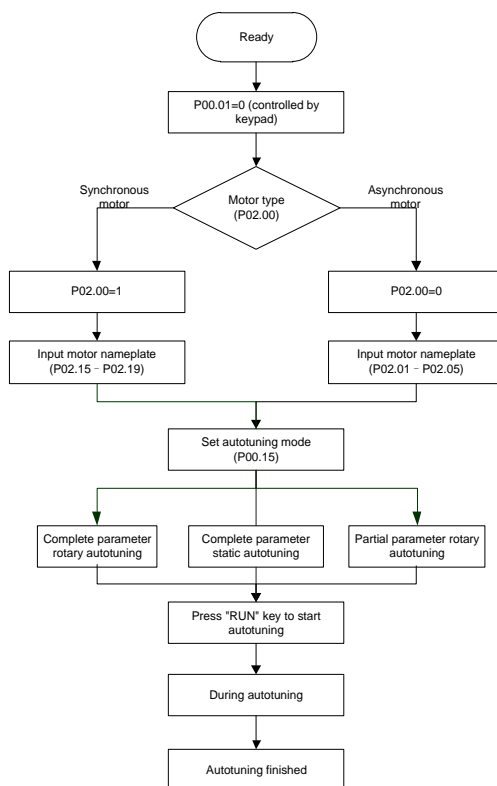 Ready
P00.01=0 (controlled by
keypad)
Synchronous
motor
Motor type
(P02.00)
Asynchronous
motor
P02.00=1
P02.00=0
Input motor nameplate
(P02.15–P02.19)
Input motor nameplate
(P02.01–P02.05)
Set autotuning mode
(P00.15)
Complete parameter
rotary autotuning
Complete parameter
static autotuning
Partial parameter rotary
autotuning
Press "RUN" key to start
autotuning
During autotuning
Autotuning finished